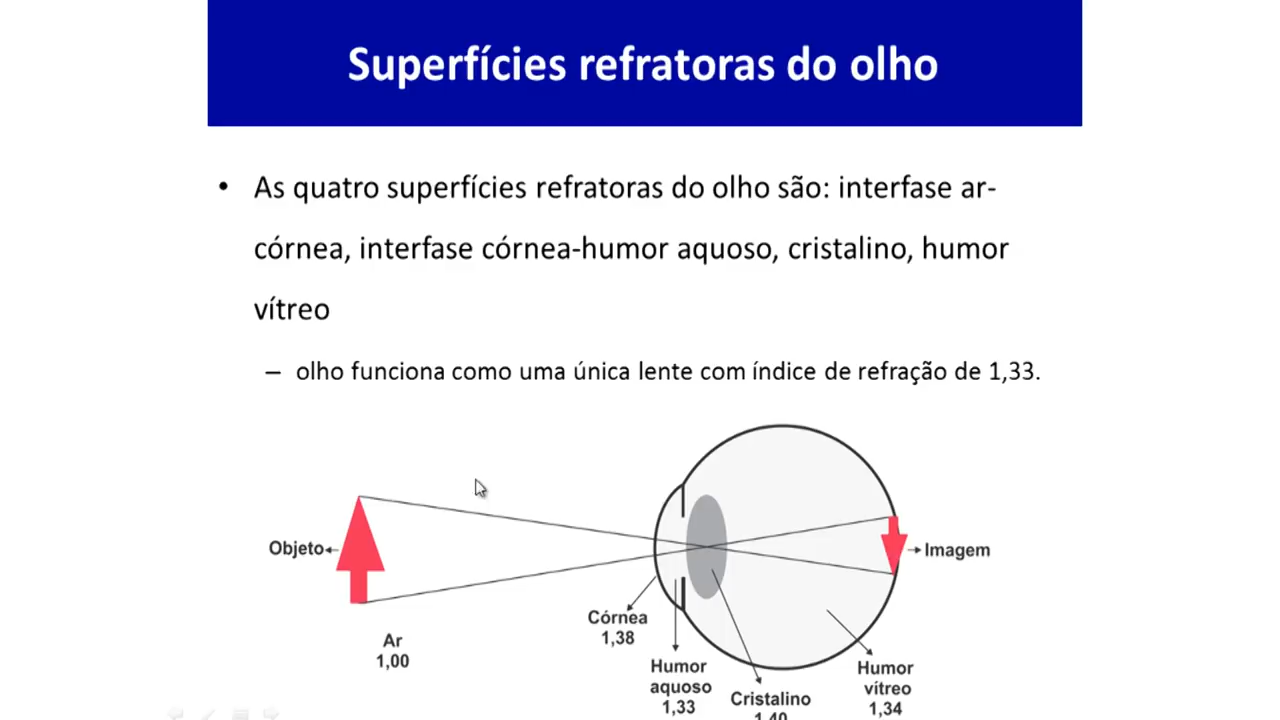 Superfícies refratoras do olho
• As quatro superfícies refratoras do olho são: interfase ar-
córnea, interfase córnea-humor aquoso, cristalino, humor
vítreo
– olho funciona como uma única lente com índice de refração de 1,33.
Objeto
Imagem
Ar
1,00
Córnea
1,38
Humor
aquoso
1,33
Cristalino
1,40
Humor
vítreo
1,34